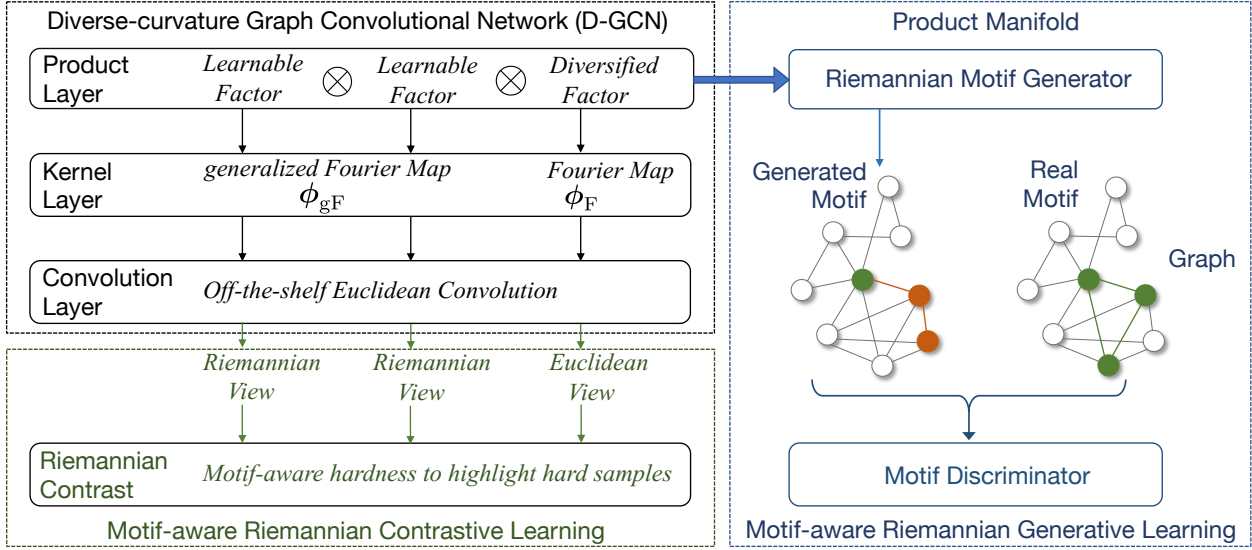 Diverse-curvature Graph Convolutional Network (D-GCN)
Product
Layer
Learnable
Factor
⊗
Learnable
Factor
⊗
Diversified
Factor
Kernel
Layer
generalized Fourier Map
ϕgF
Fourier Map
ϕF
Convolution
Layer
Off-the-shelf Euclidean Convolution
Riemannian
View
Riemannian
View
Euclidean
View
Riemannian
Contrast
Motif-aware hardness to highlight hard samples
Motif-aware Riemannian Contrastive Learning
Product Manifold
Riemannian Motif Generator
Generated
Motif
Real
Motif
Graph
Motif Discriminator
Motif-aware Riemannian Generative Learning